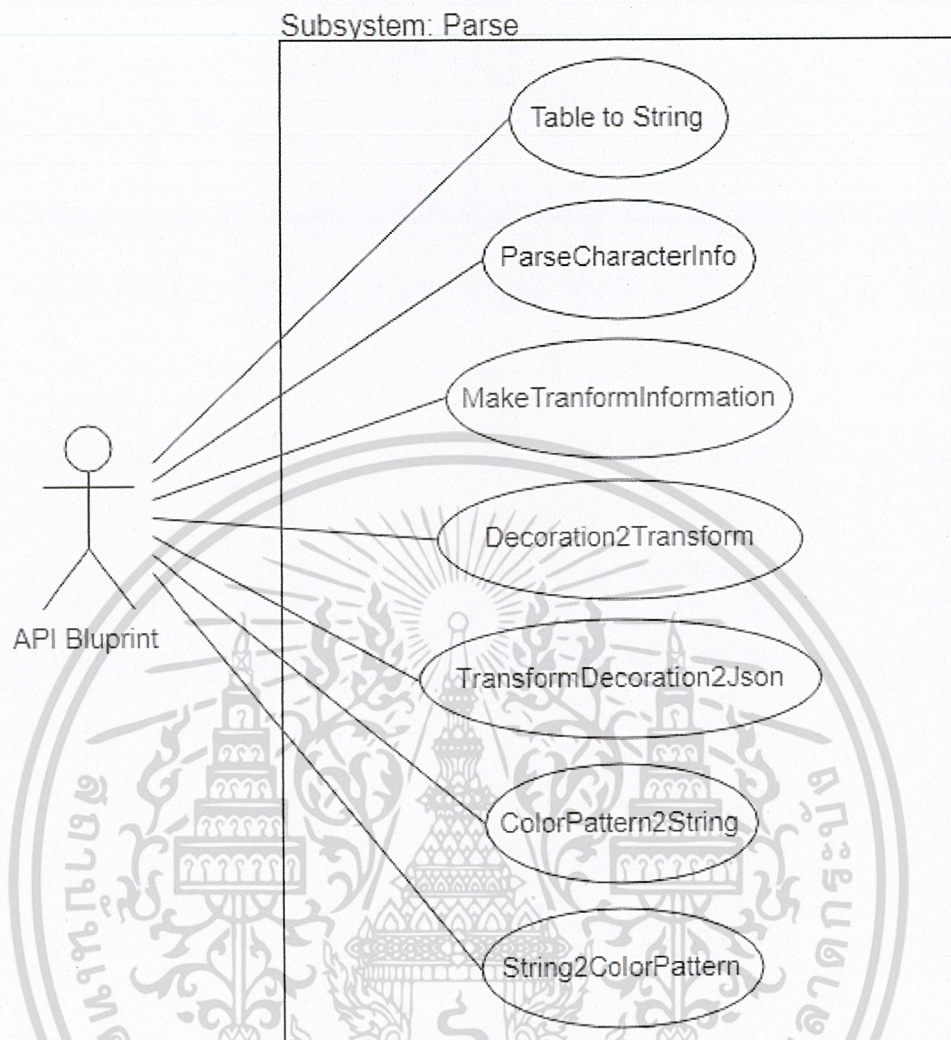 Subsystem: Parse
Table to String
ParseCharacterInfo
MakeTranformInformation
Decoration2Transform
TransformDecoration2Json
ColorPattern2String
String2ColorPattern
API Bluprint